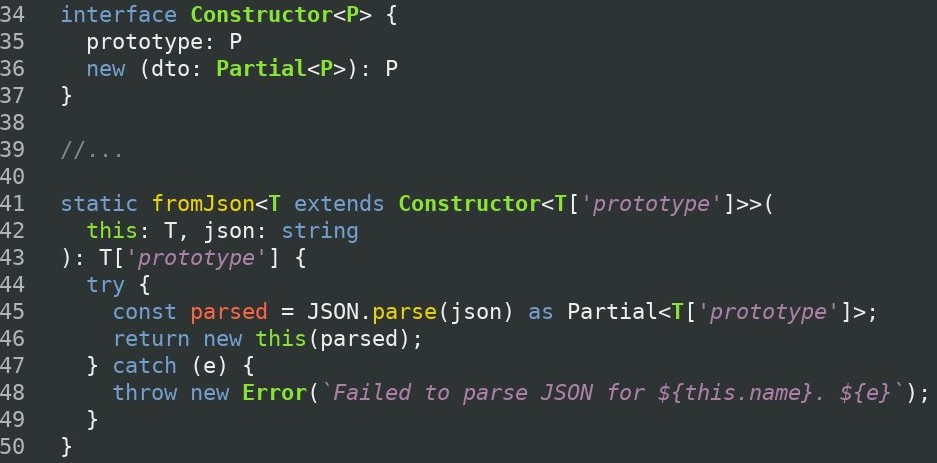 34 interface Constructor<P> {
35 prototype: P
36 new (dto: Partial<P>): P
37 }
38
39 //...
40
41 static fromJson<T extends Constructor<T['prototype']>>(
42 this: T, json: string
43 ): T['prototype'] {
44 try {
45 const parsed = JSON.parse(json) as Partial<T['prototype']>;
46 return new this(parsed);
47 } catch (e) {
48 throw new Error(`Failed to parse JSON for ${this.name}. ${e}`);
49 }
50 }